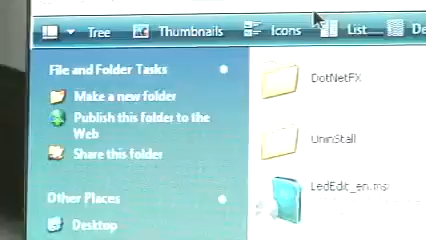 Tree Thumbnails Icons List
File and Folder Tasks
Make a new folder
Publish this folder to the
Web
Share this folder
Other Places
Desktop
DotNetFX
UninStall
LedEdit_en.msi